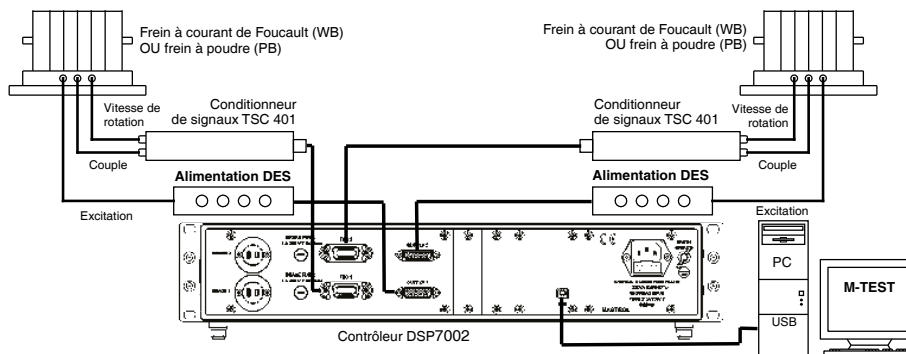 Frein à courant de Foucault (WB)
OU frein à poudre (PB)
Frein à courant de Foucault (WB)
OU frein à poudre (PB)
Vitesse de
rotation
Conditionneur
de signaux TSC 401
Conditionneur
de signaux TSC 401
Vitesse de
rotation
Couple
Couple
Alimentation DES
Alimentation DES
Excitation
Excitation
PC
USB
M-TEST
Contrôleur DSP7002